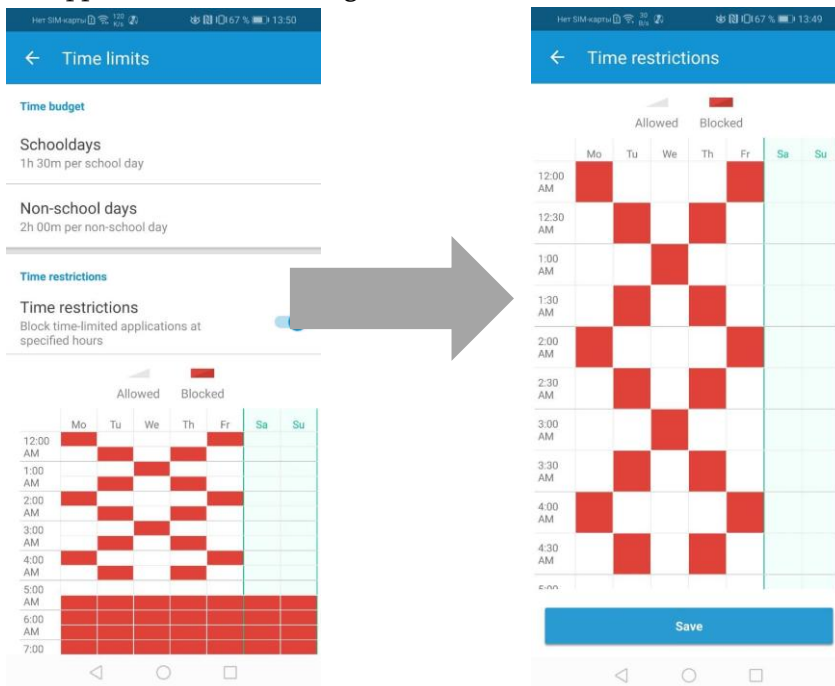 Нет SIM-карты 120 K/s 67 % 13:50
Time limits
Time budget
Schooldays
1h 30m per school day
Non-school days
2h 00m per non-school day
Time restrictions
Time restrictions
Block time-limited applications at
specified hours
Allowed Blocked
Mo Tu We Th Fr Sa Su
12:00
AM
1:00
AM
2:00
AM
3:00
AM
4:00
AM
5:00
AM
6:00
AM
7:00
Нет SIM-карты 30 B/s 67 % 13:49
Time restrictions
Allowed Blocked
Mo Tu We Th Fr Sa Su
12:00
AM
12:30
AM
1:00
AM
1:30
AM
2:00
AM
2:30
AM
3:00
AM
3:30
AM
4:00
AM
4:30
AM
Save